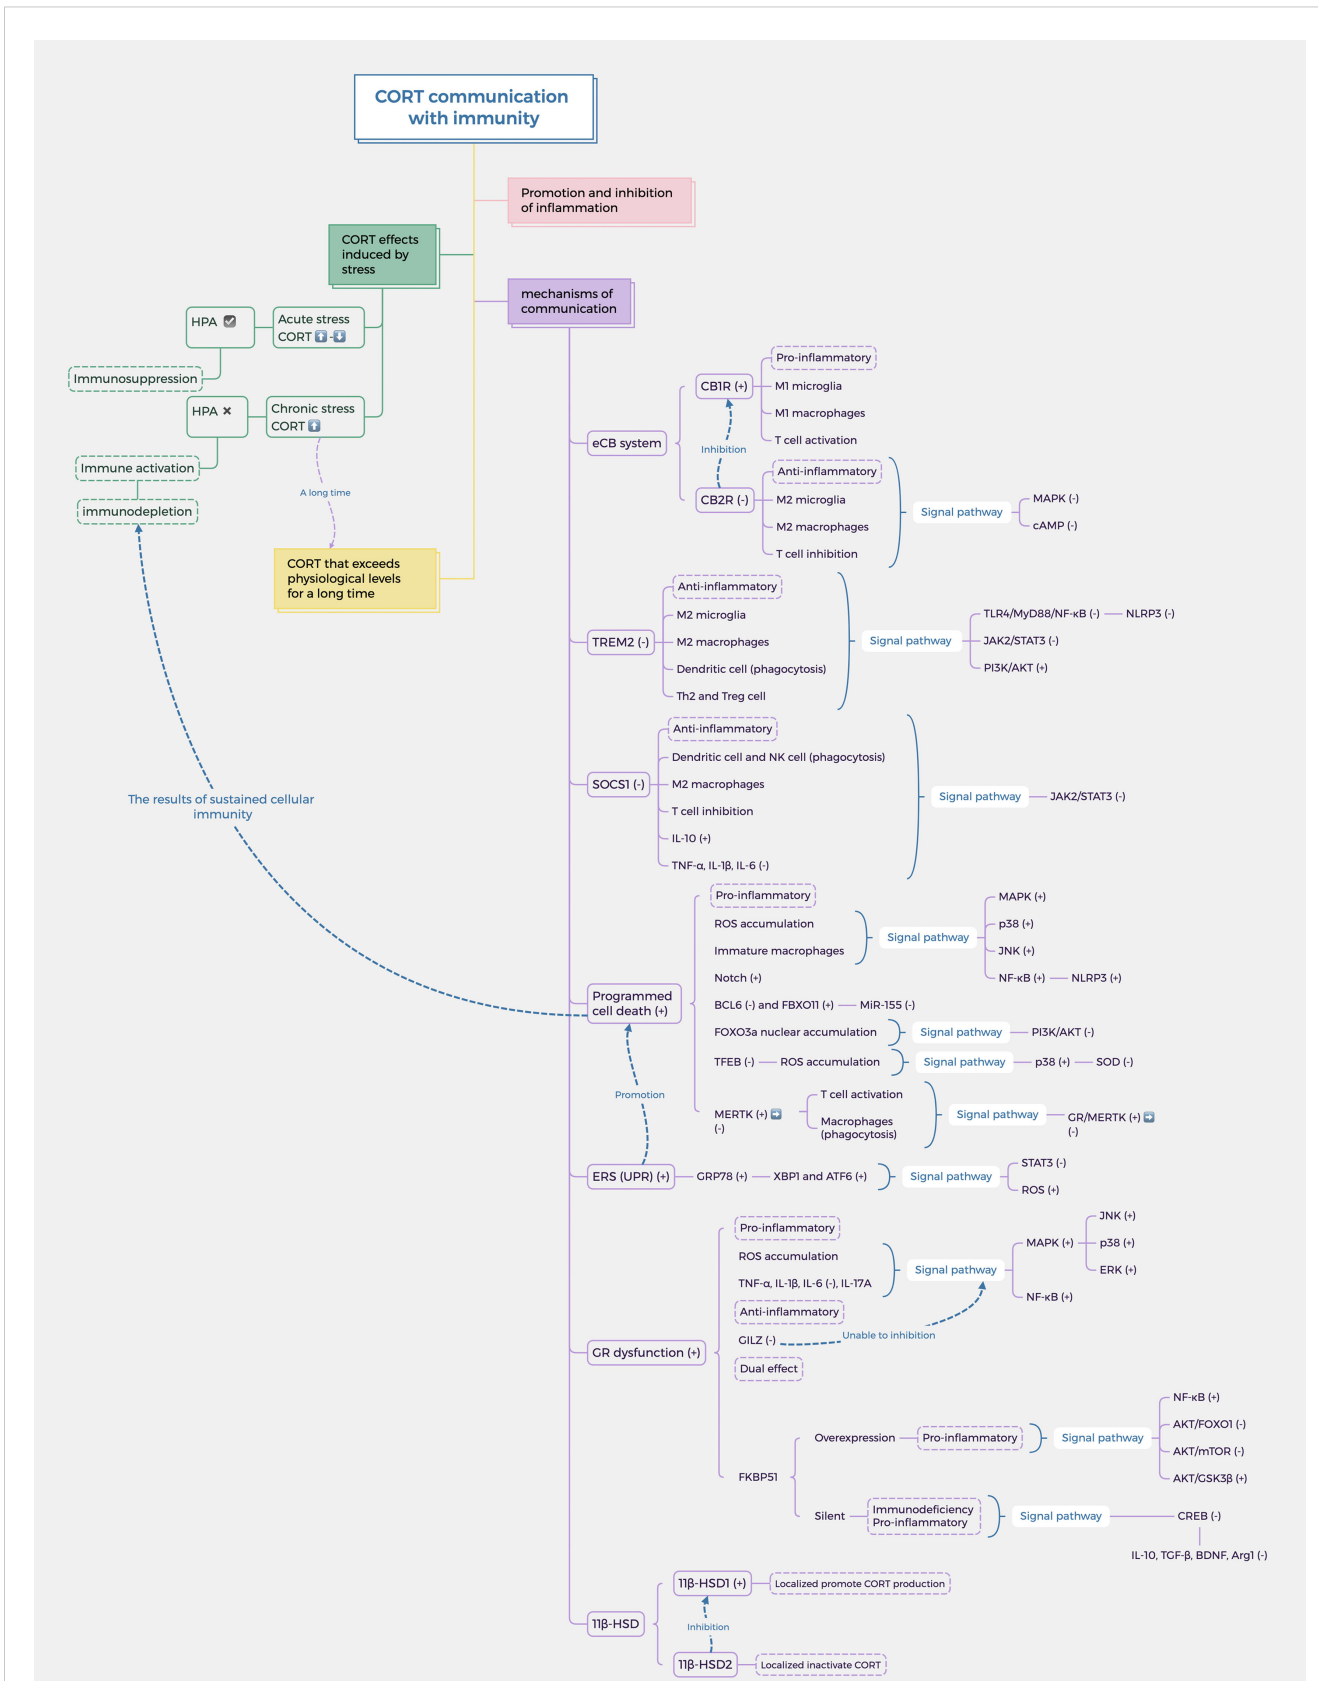 CORT communication
with immunity
Promotion and inhibition
of inflammation
CORT effects
induced by
stress
HPA
Acute stress
CORT ⬆️-⬇️
Immunosuppression
HPA ×
Chronic stress
CORT ⬆️
Immune activation
immunodepletion
A long time
CORT that exceeds
physiological levels
for a long time
The results of sustained cellular
immunity
mechanisms of
communication
eCB system
CB1R (+)
Pro-inflammatory
M1 microglia
M1 macrophages
T cell activation
Inhibition
CB2R (-)
Anti-inflammatory
M2 microglia
M2 macrophages
T cell inhibition
Signal pathway
MAPK (-)
cAMP (-)
TREM2 (-)
Anti-inflammatory
M2 microglia
M2 macrophages
Dendritic cell (phagocytosis)
Th2 and Treg cell
Signal pathway
TLR4/MyD88/NF-κB (-)
NLRP3 (-)
JAK2/STAT3 (-)
PI3K/AKT (+)
SOCS1 (-)
Anti-inflammatory
Dendritic cell and NK cell (phagocytosis)
M2 macrophages
T cell inhibition
IL-10 (+)
TNF-α, IL-1β, IL-6 (-)
Signal pathway
JAK2/STAT3 (-)
Programmed
cell death (+)
Pro-inflammatory
ROS accumulation
Immature macrophages
Signal pathway
MAPK (+)
p38 (+)
JNK (+)
NF-κB (+)
NLRP3 (+)
Notch (+)
BCL6 (-) and FBXO11 (+)
MiR-155 (-)
FOXO3a nuclear accumulation
Signal pathway
PI3K/AKT (-)
TFEB (-)
ROS accumulation
Signal pathway
p38 (+)
SOD (-)
MERTK (+) ➡️
(-)
T cell activation
Macrophages
(phagocytosis)
Signal pathway
GR/MERTK (+) ➡️
(-)
Promotion
ERS (UPR) (+)
GRP78 (+)
XBP1 and ATF6 (+)
Signal pathway
STAT3 (-)
ROS (+)
GR dysfunction (+)
Pro-inflammatory
ROS accumulation
TNF-α, IL-1β, IL-6 (-), IL-17A
Signal pathway
MAPK (+)
JNK (+)
p38 (+)
ERK (+)
NF-κB (+)
Anti-inflammatory
GILZ (-)
Unable to inhibition
Dual effect
FKBP51
Overexpression
Pro-inflammatory
Signal pathway
NF-κB (+)
AKT/FOXO1 (-)
AKT/mTOR (-)
AKT/GSK3β (+)
Silent
Immunodeficiency
Pro-inflammatory
Signal pathway
CREB (-)
IL-10, TGF-β, BDNF, Arg1 (-)
11β-HSD
11β-HSD1 (+)
Localized promote CORT production
Inhibition
11β-HSD2
Localized inactivate CORT